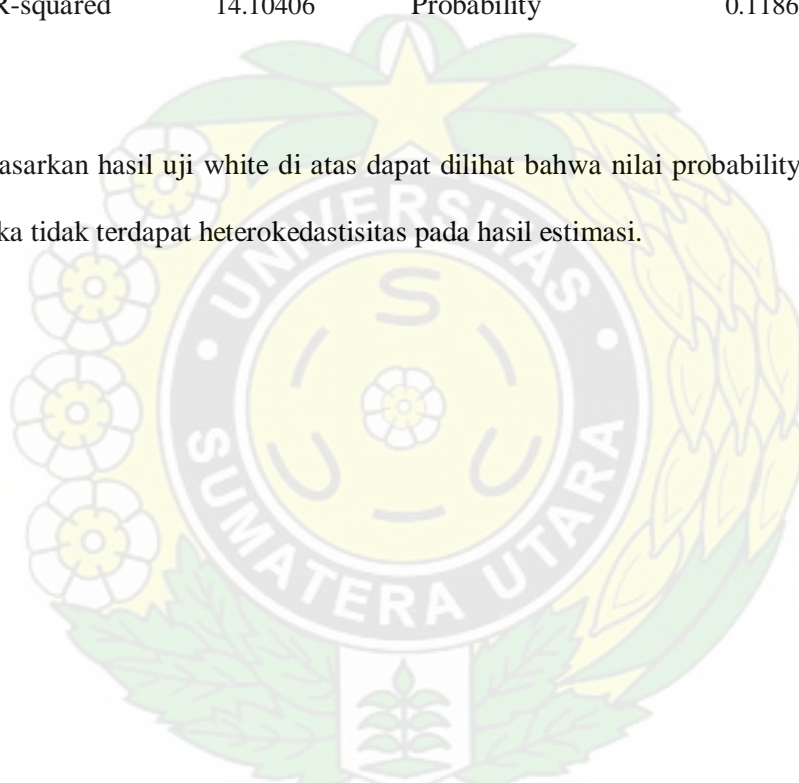 R-squared 14.10406 Probability 0.1186
asarkan hasil uji white di atas dapat dilihat bahwa nilai probability
ka tidak terdapat heterokedastisitas pada hasil estimasi.
UNIVERSITAS
S
U U
SUMATERA UTARA